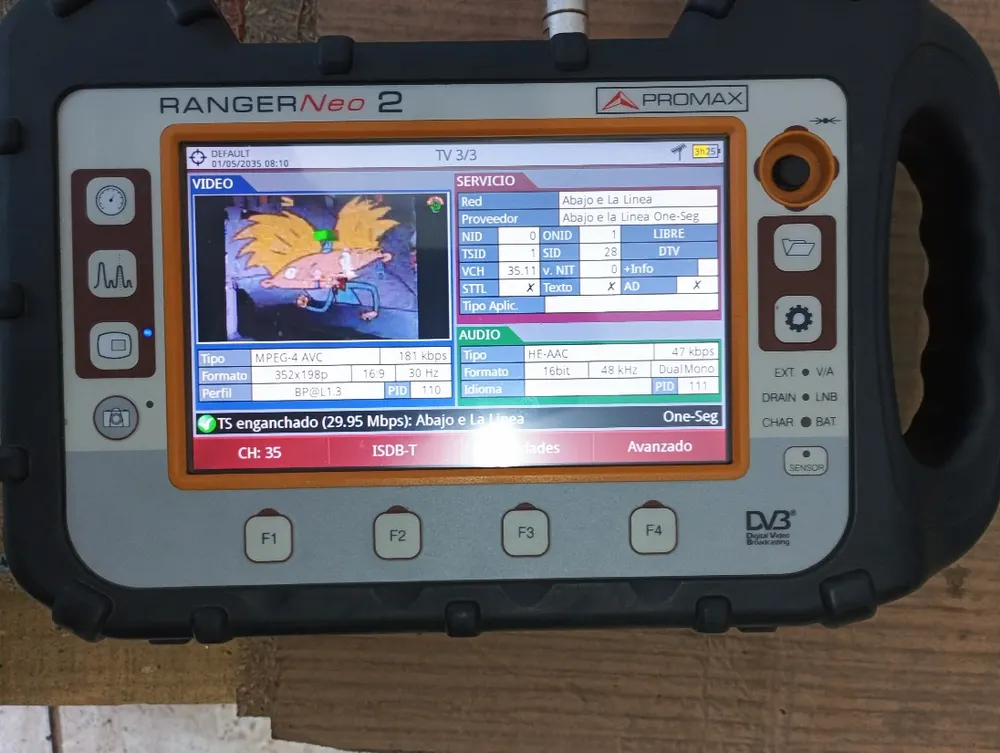 RANGERNeo 2
PROMAX
DEFAULT
01/05/2035 08:10
TV 3/3
3h25
VIDEO
Tipo MPEG-4 AVC 181 kbps
Formato 352x198p 16:9 30 Hz
Perfil BP@L1.3 PID 110
SERVICIO
Red Abajo e La Linea
Proveedor Abajo e la Linea One-Seg
NID 0 ONID 1 LIBRE
TSID 1 SID 28 DTV
VCH 35.11 v. NIT 0 +Info
STTL ✗ Texto ✗ AD ✗
Tipo Aplic.
AUDIO
Tipo HE-AAC 47 kbps
Formato 16bit 48 kHz DualMono
Idioma PID 111
TS enganchado (29.95 Mbps): Abajo e La Linea One-Seg
CH: 35 ISDB-T Avanzado
EXT. V/A
DRAIN LNB
CHAR BAT.
SENSOR
F1 F2 F3 F4
DVB®
Digital Video
Broadcasting